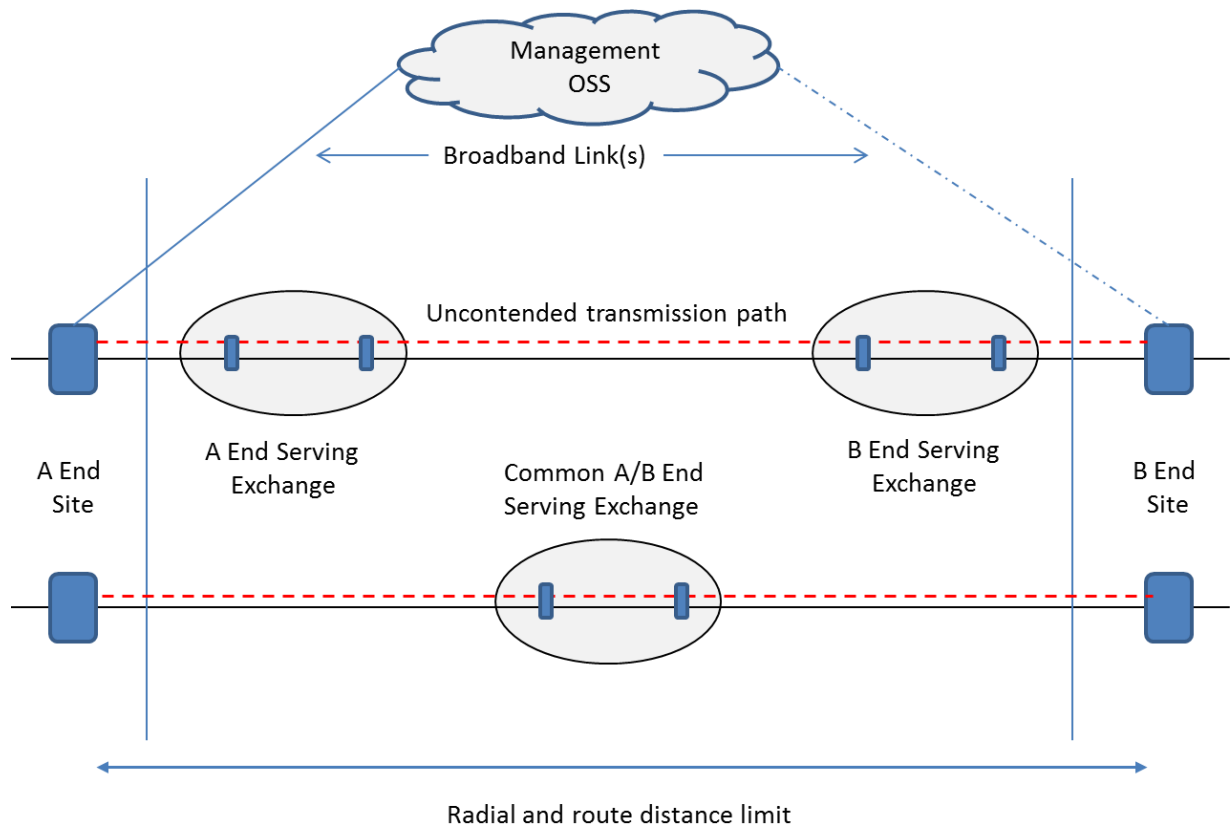 Management
OSS
Broadband Link(s)
Uncontended transmission path
A End Serving
Exchange
B End Serving
Exchange
A End
Site
Common A/B End
Serving Exchange
B End
Site
Radial and route distance limit